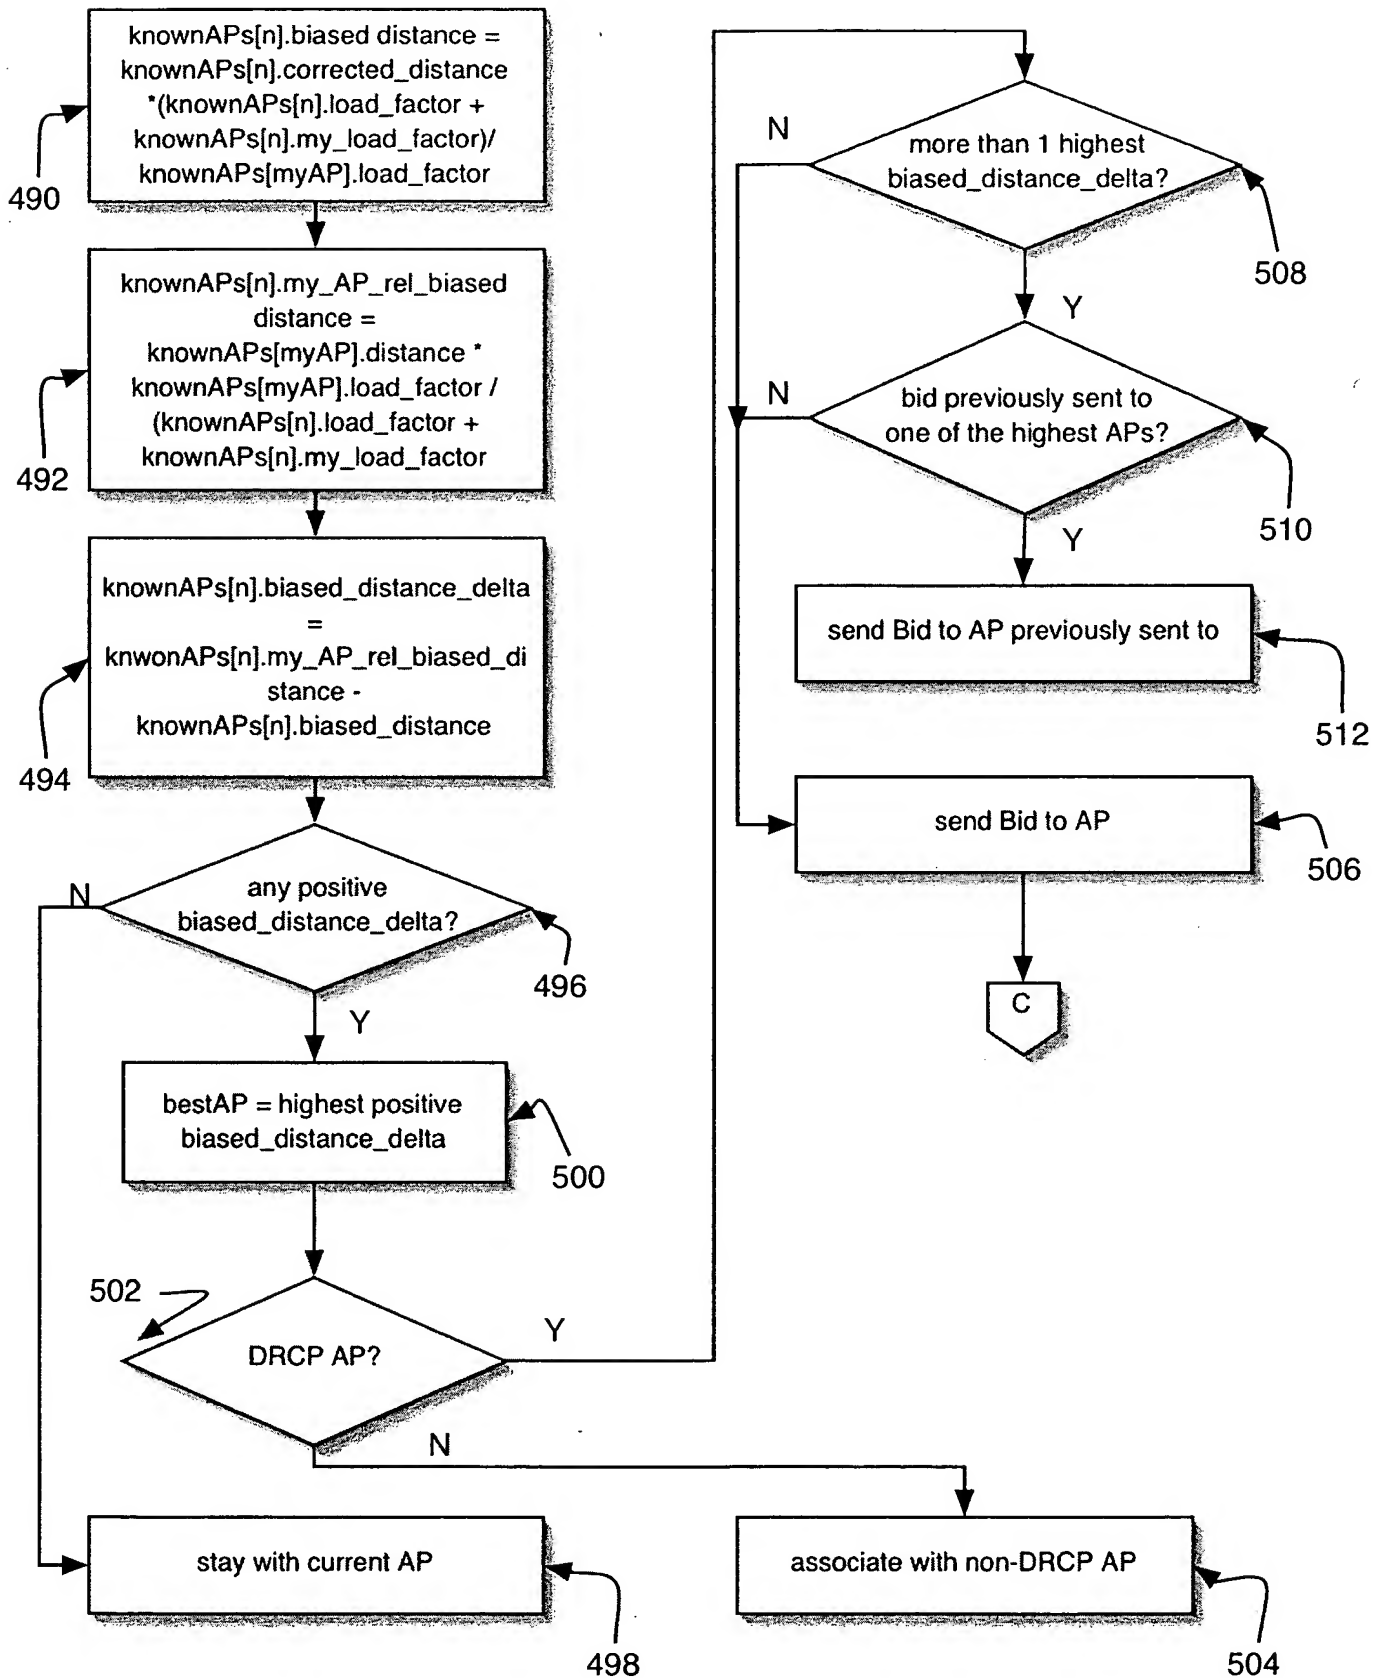 knownAPs[n].biased distance =
knownAPs[n].corrected_distance
*(knownAPs[n].load_factor +
knownAPs[n].my_load_factor)/
knownAPs[myAP].load_factor
490
knownAPs[n].my_AP_rel_biased
distance =
knownAPs[myAP].distance *
knownAPs[myAP].load_factor /
(knownAPs[n].load_factor +
knownAPs[n].my_load_factor
492
knownAPs[n].biased_distance_delta
=
knwonAPs[n].my_AP_rel_biased_di
stance -
knownAPs[n].biased_distance
494
any positive
biased_distance_delta?
N
496
Y
bestAP = highest positive
biased_distance_delta
500
502
DRCP AP?
Y
N
stay with current AP
498
associate with non-DRCP AP
504
more than 1 highest
biased_distance_delta?
N
508
Y
bid previously sent to
one of the highest APs?
N
510
Y
send Bid to AP previously sent to
512
send Bid to AP
506
C